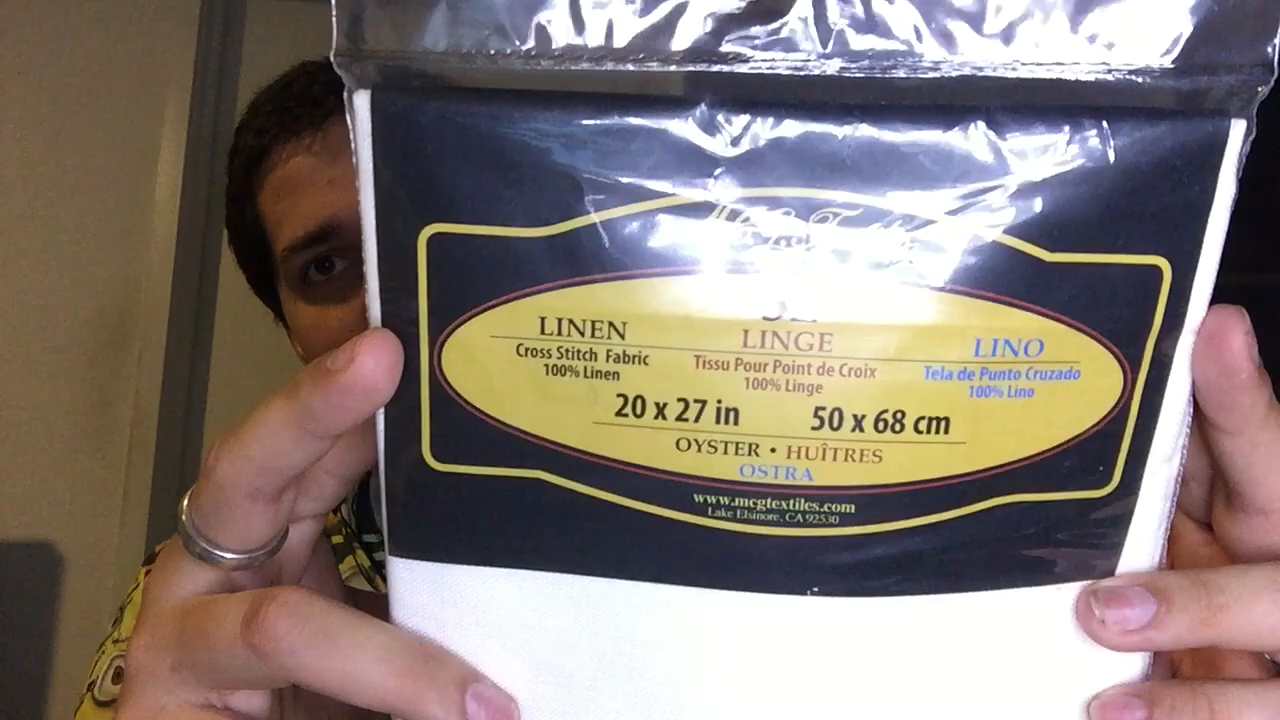 LINEN
Cross Stitch Fabric
100% Linen
LINGE
Tissu Pour Point de Croix
100% Linge
LINO
Tela de Punto Cruzado
100% Lino
20 x 27 in 50 x 68 cm
OYSTER • HUÎTRES
OSTRA
www.mcgtextiles.com
Lake Elsinore, CA 92530